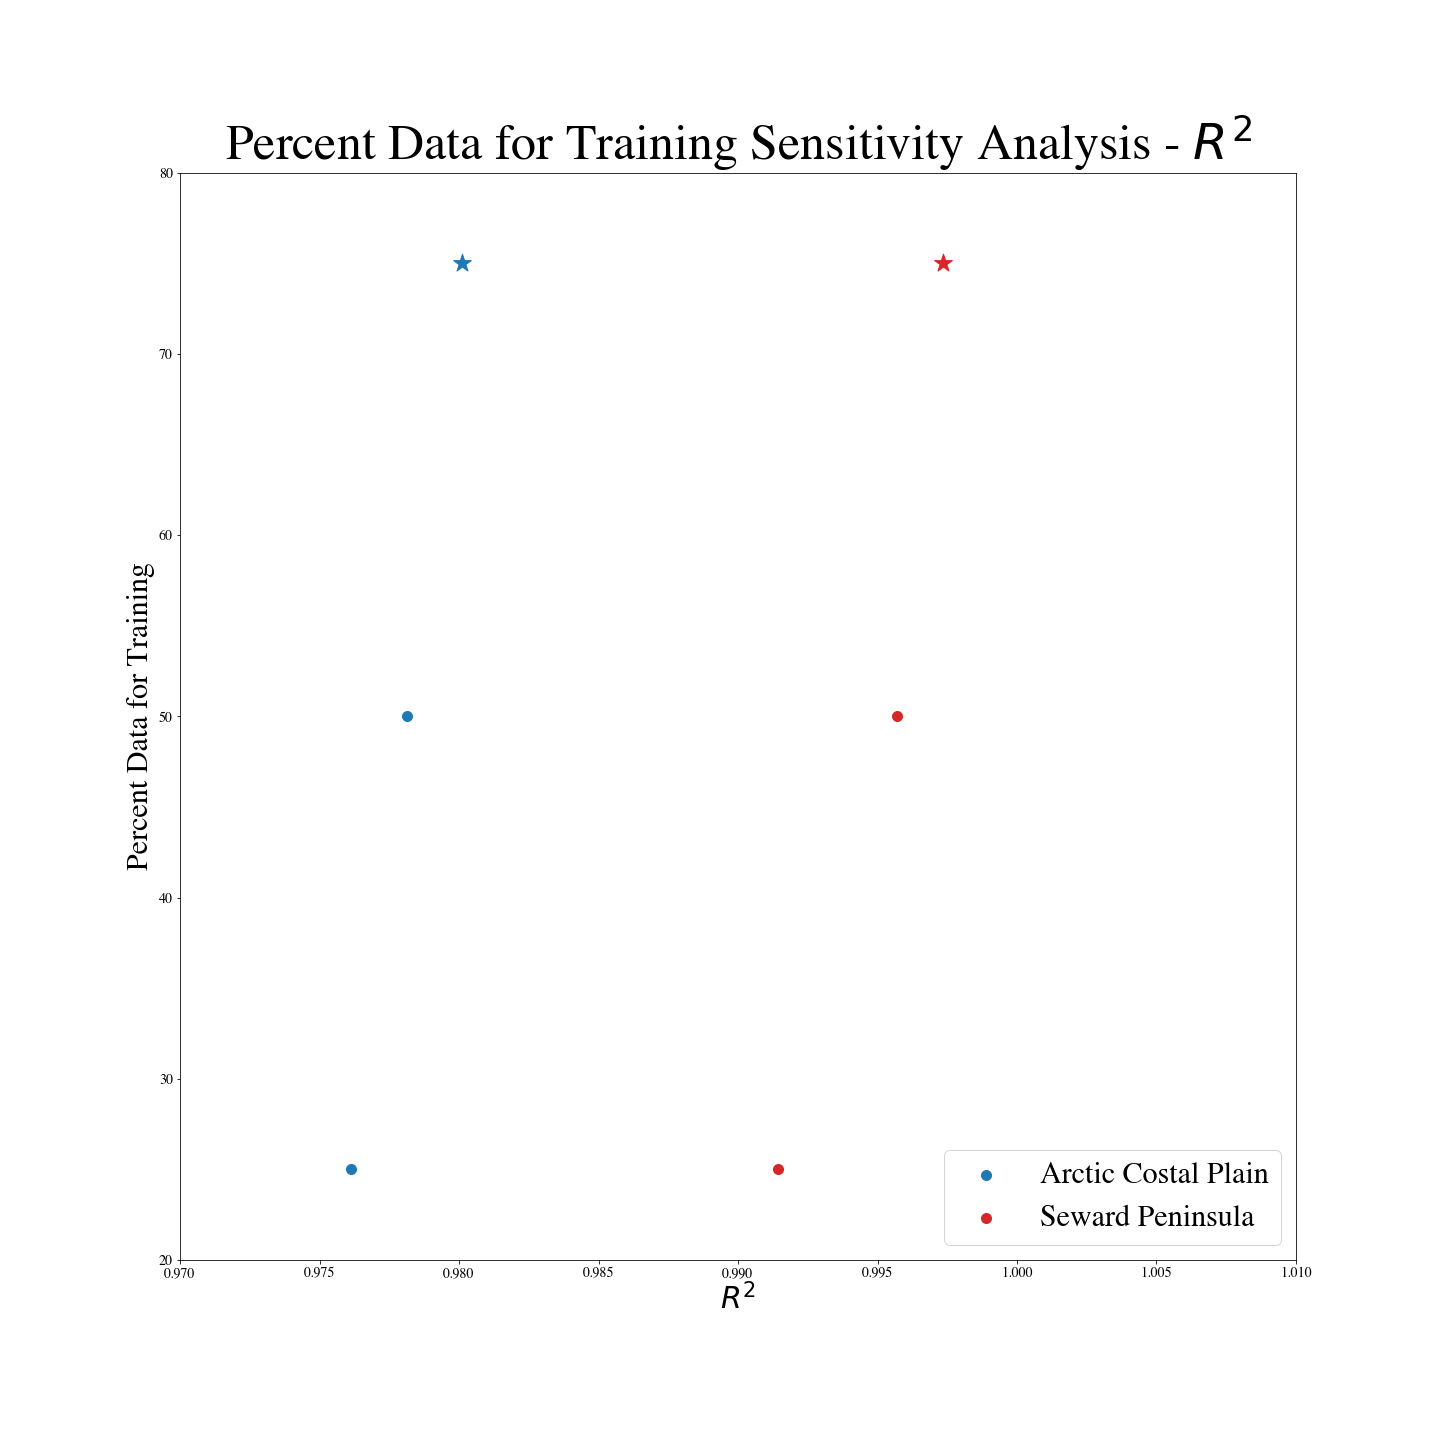 Percent Data for Training Sensitivity Analysis - R²
80
70
60
50
40
30
20
Percent Data for Training
0.970 0.975 0.980 0.985 0.990 0.995 1.000 1.005 1.010
R²
Arctic Costal Plain
Seward Peninsula